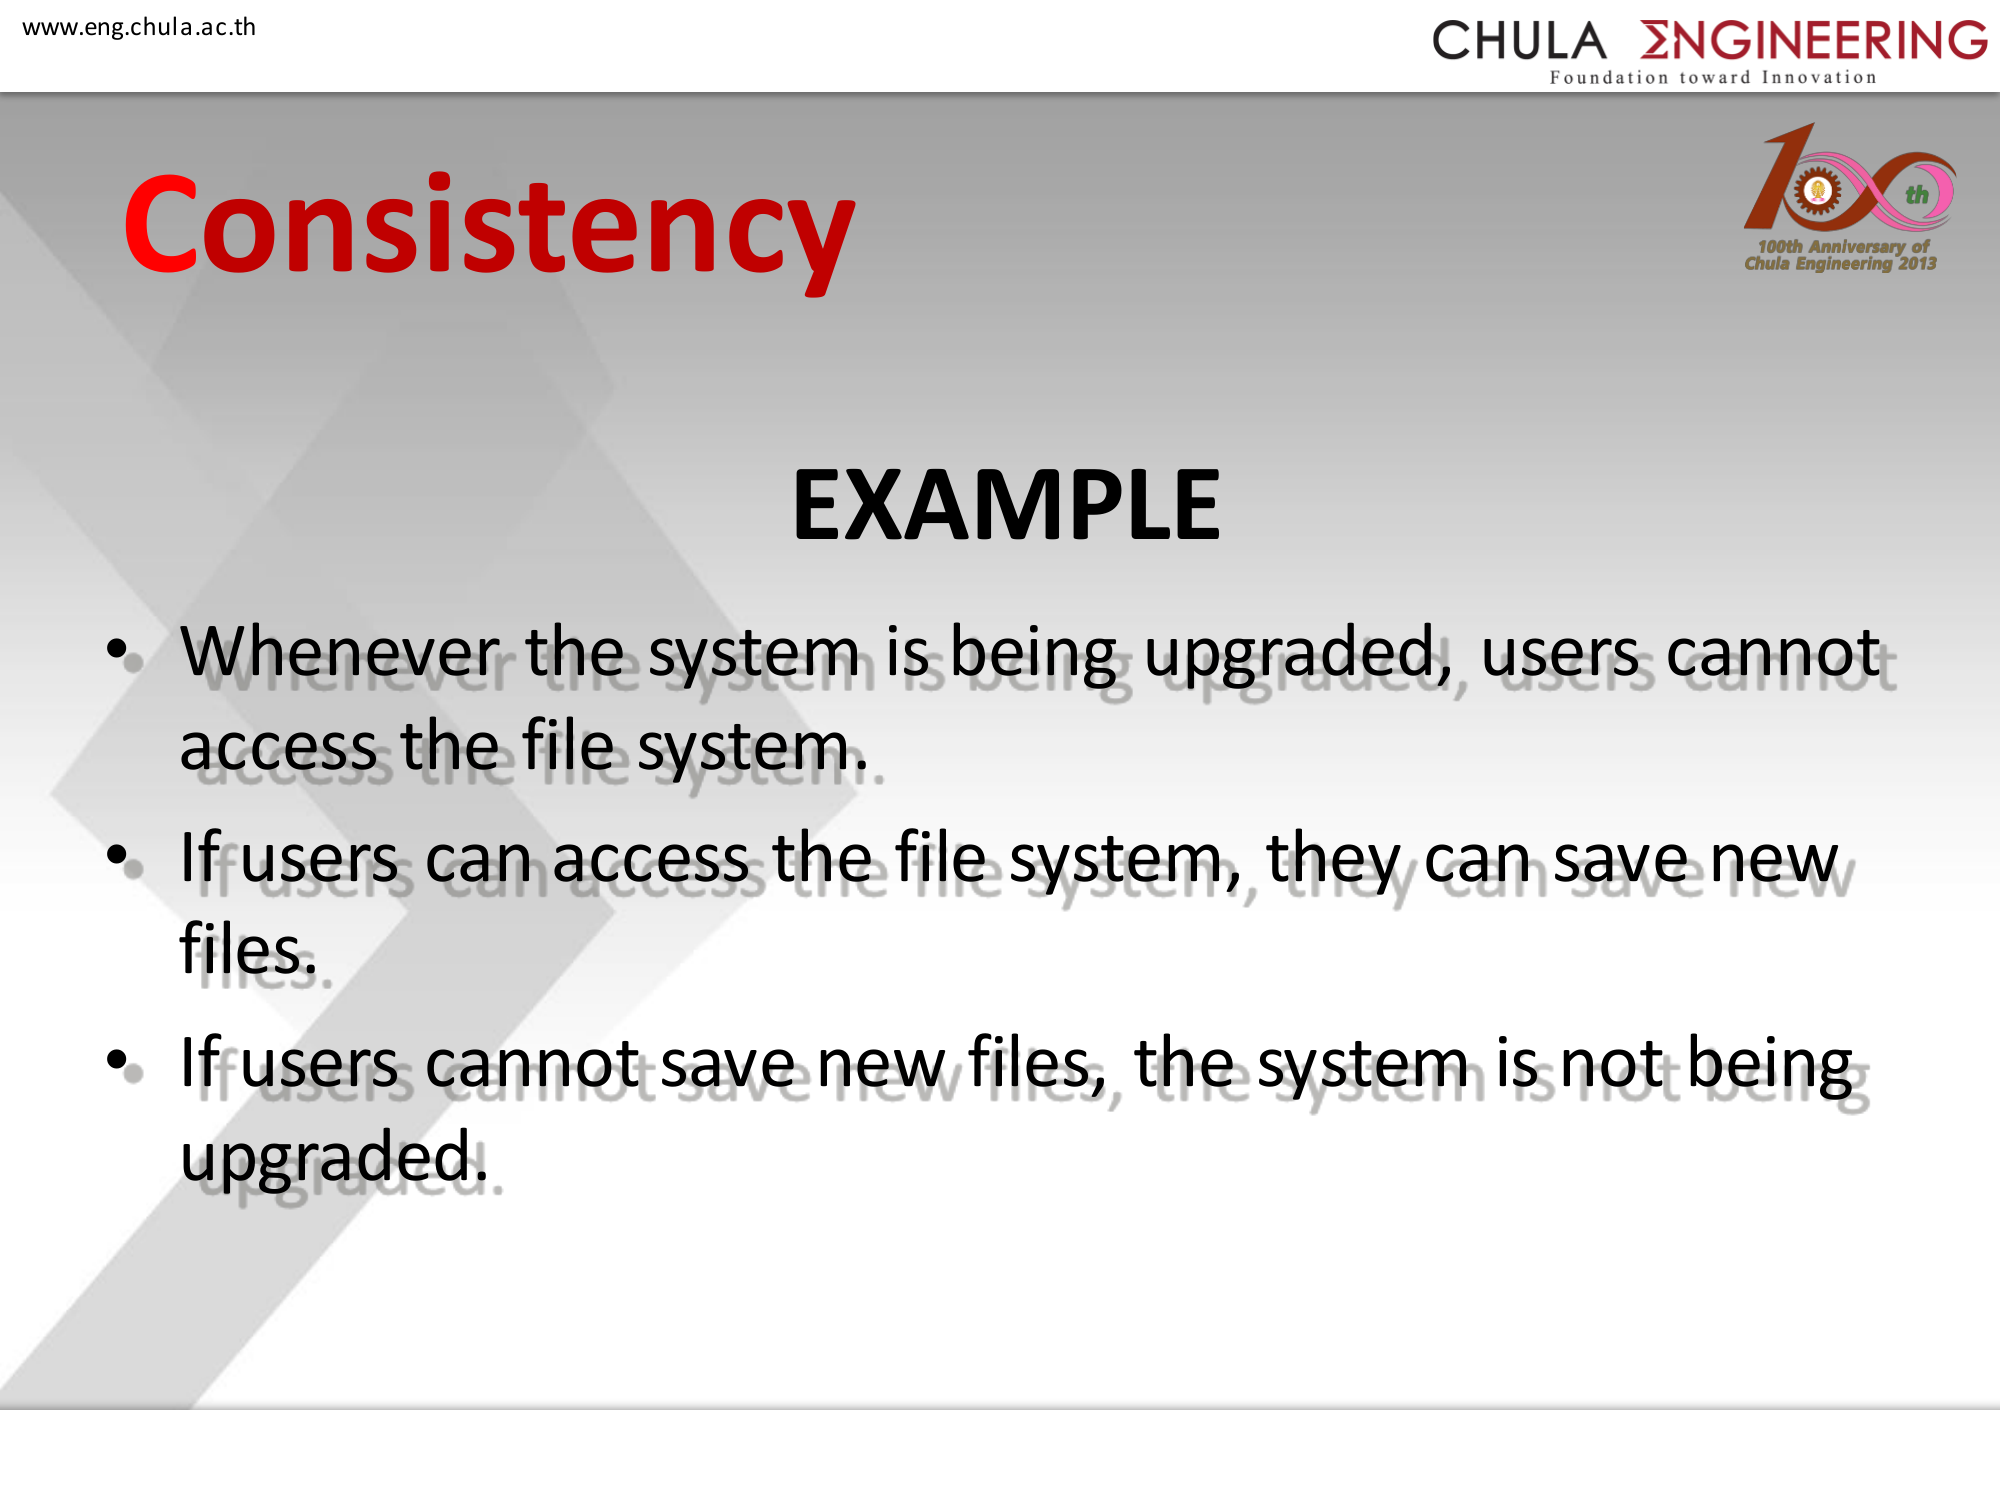 www.eng.chula.ac.th
CHULA ΣNGINEERING
Foundation toward Innovation
100th
100th Anniversary of
Chula Engineering 2013
Consistency
EXAMPLE
• Whenever the system is being upgraded, users cannot
access the file system.
• If users can access the file system, they can save new
files.
• If users cannot save new files, the system is not being
upgraded.